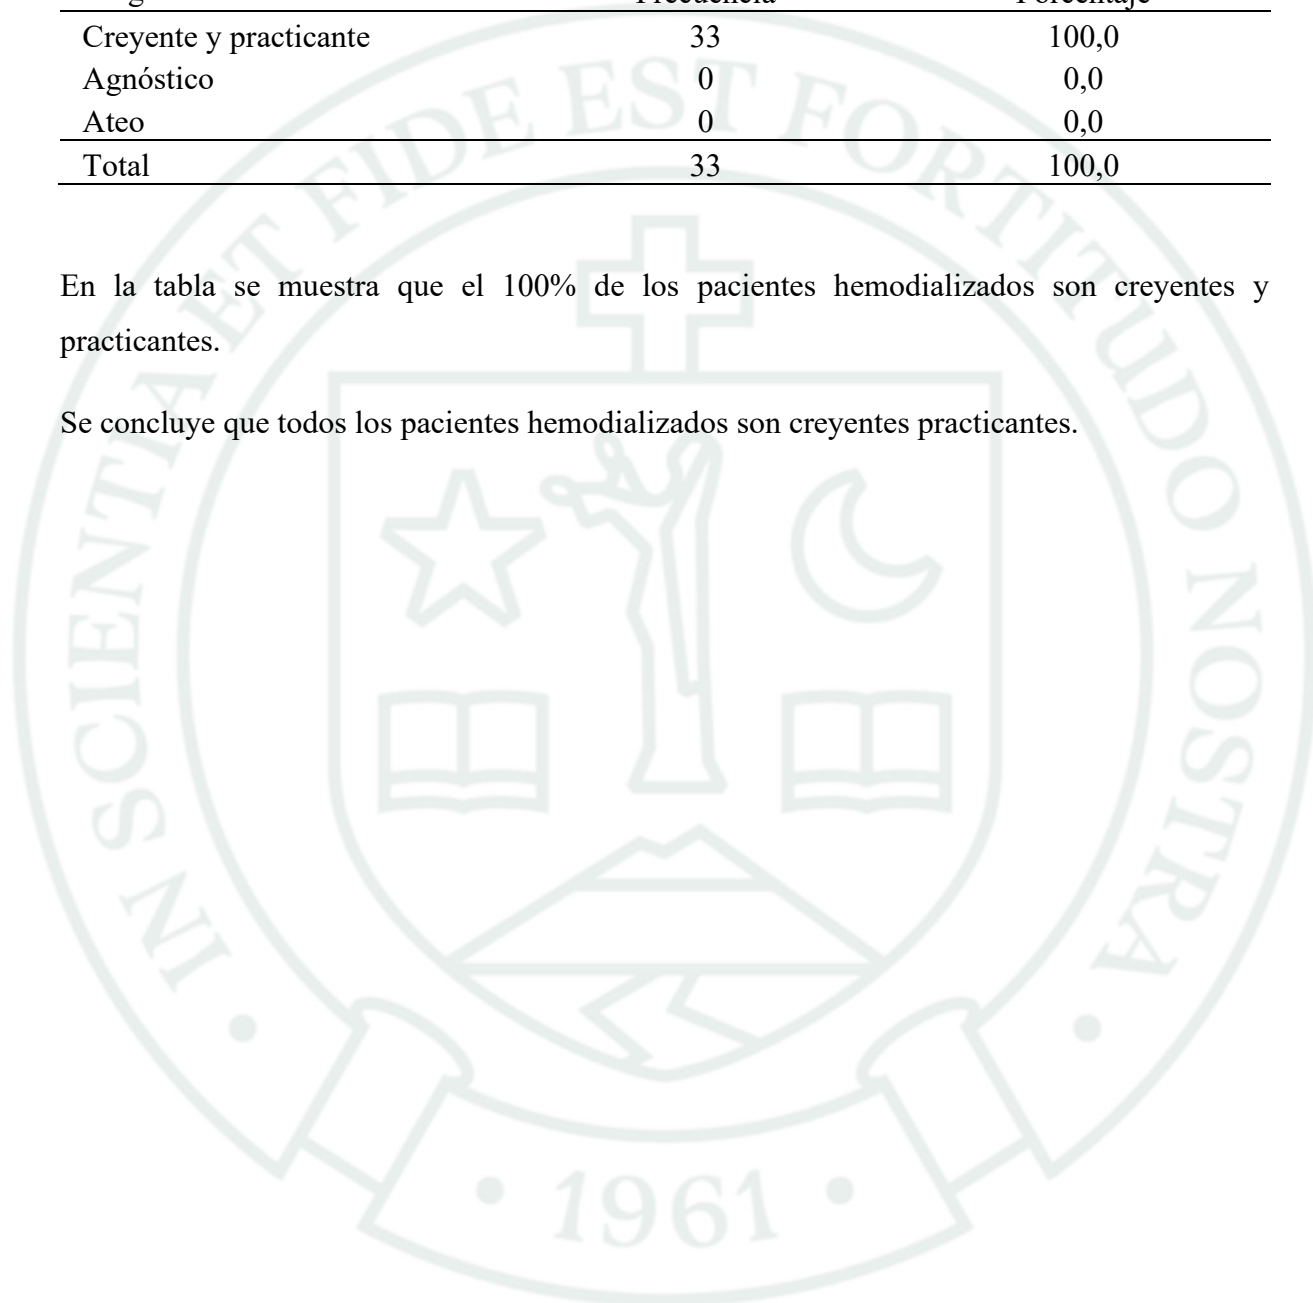 Frecuencia Porcentaje
Creyente y practicante 33 100,0
Agnóstico 0 0,0
Ateo 0 0,0
Total 33 100,0
En la tabla se muestra que el 100% de los pacientes hemodializados son creyentes y
practicantes.
Se concluye que todos los pacientes hemodializados son creyentes practicantes.
IN SCIENTIA ET FIDE EST FORTITUDO NOSTRA
1961